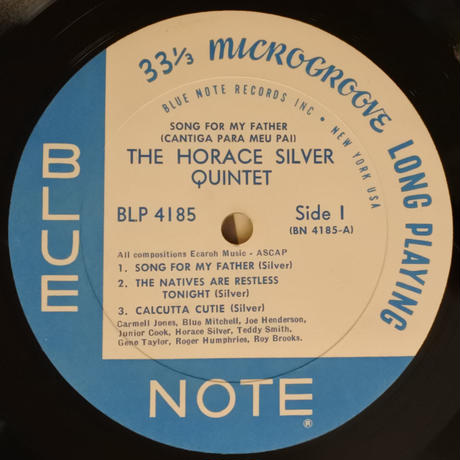 33⅓ MICROGROOVE LONG PLAYING
BLUE NOTE RECORDS INC • NEW YORK USA
SONG FOR MY FATHER
(CANTIGA PARA MEU PAI)
THE HORACE SILVER
QUINTET
BLP 4185
Side 1
(BN 4185-A)
All compositions Ecaroh Music - ASCAP
1. SONG FOR MY FATHER (Silver)
2. THE NATIVES ARE RESTLESS
TONIGHT (Silver)
3. CALCUTTA CUTIE (Silver)
Carmell Jones, Blue Mitchell, Joe Henderson,
Junior Cook, Horace Silver, Teddy Smith,
Gene Taylor, Roger Humphries, Roy Brooks.
BLUE
NOTE®